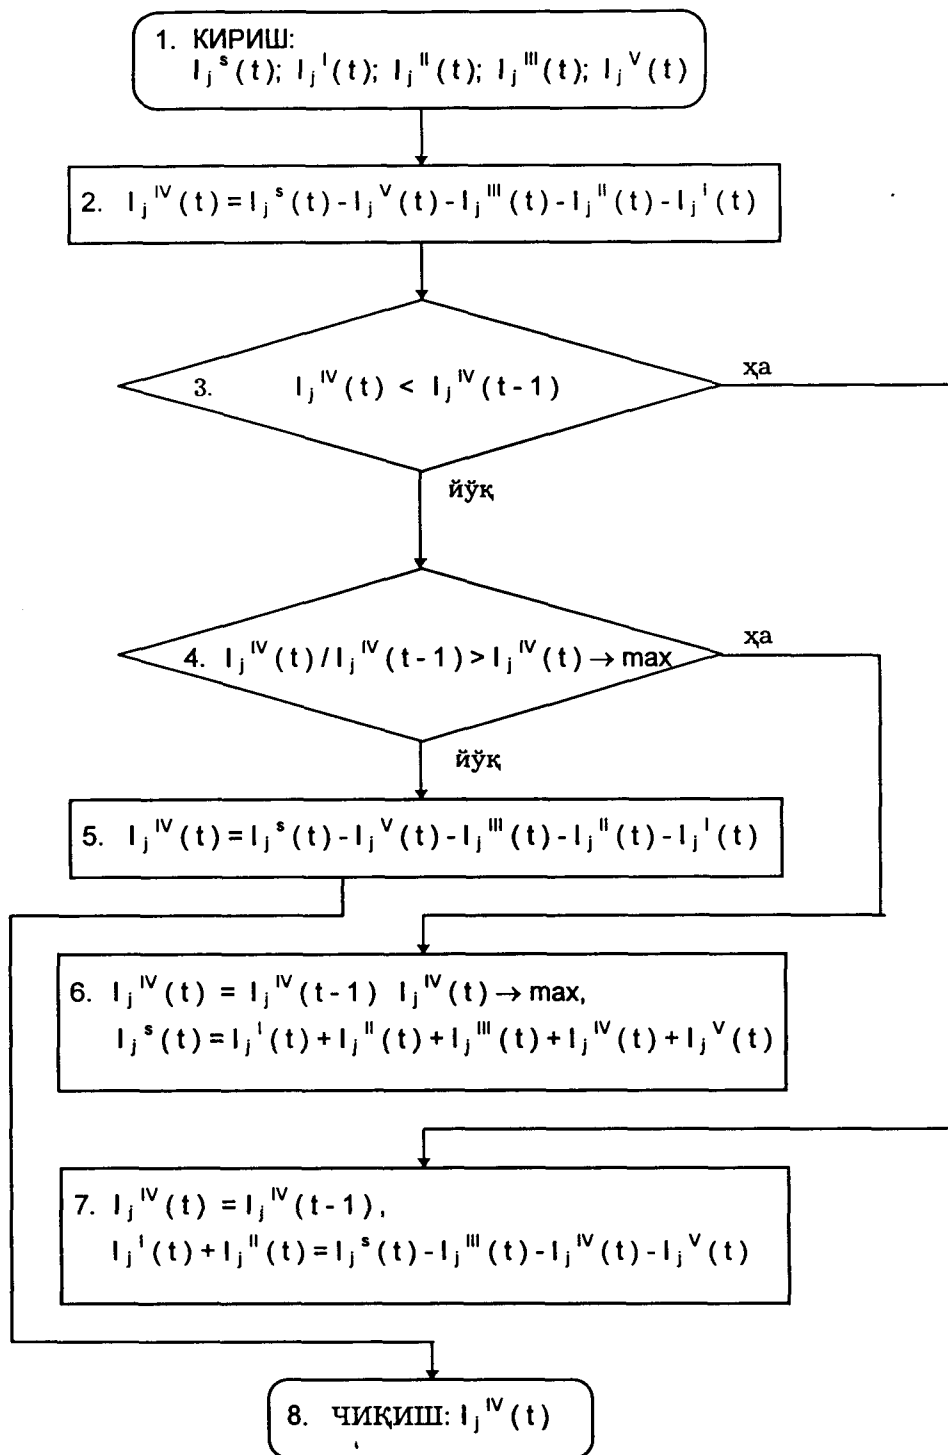 1. КИРИШ:
I_j^s(t); I_j^I(t); I_j^II(t); I_j^III(t); I_j^V(t)
2. I_j^IV(t) = I_j^s(t) - I_j^V(t) - I_j^III(t) - I_j^II(t) - I_j^I(t)
3. I_j^IV(t) < I_j^IV(t-1)
ҳа
йўқ
4. I_j^IV(t)/I_j^IV(t-1) > I_j^IV(t) → max
ҳа
йўқ
5. I_j^IV(t) = I_j^s(t) - I_j^V(t) - I_j^III(t) - I_j^II(t) - I_j^I(t)
6. I_j^IV(t) = I_j^IV(t-1) I_j^IV(t) → max,
I_j^s(t) = I_j^I(t) + I_j^II(t) + I_j^III(t) + I_j^IV(t) + I_j^V(t)
7. I_j^IV(t) = I_j^IV(t-1),
I_j^I(t) + I_j^II(t) = I_j^s(t) - I_j^III(t) - I_j^IV(t) - I_j^V(t)
8. ЧИҚИШ: I_j^IV(t)